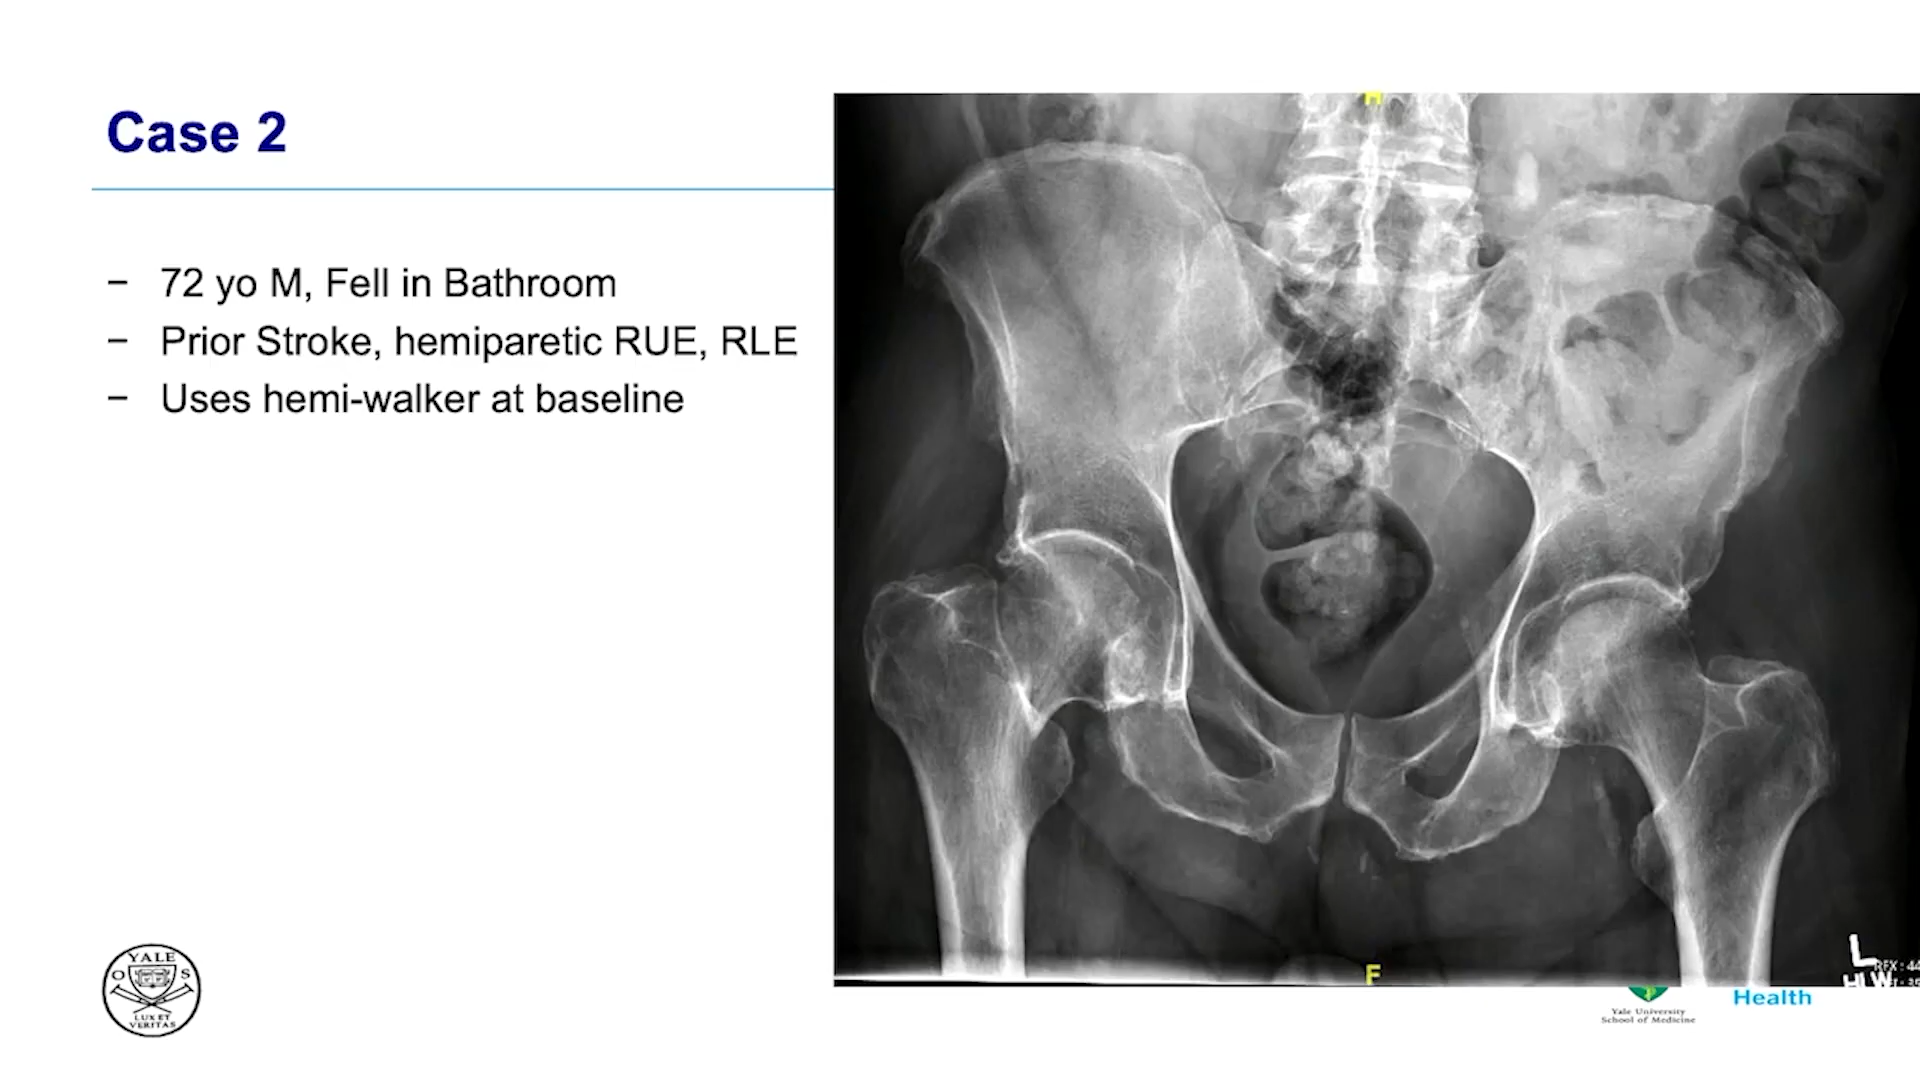 Case 2
– 72 yo M, Fell in Bathroom
– Prior Stroke, hemiparetic RUE, RLE
– Uses hemi-walker at baseline
H
F
L
HLW
YALE
O S
LUX ET
VERITAS
Yale University
School of Medicine
Health